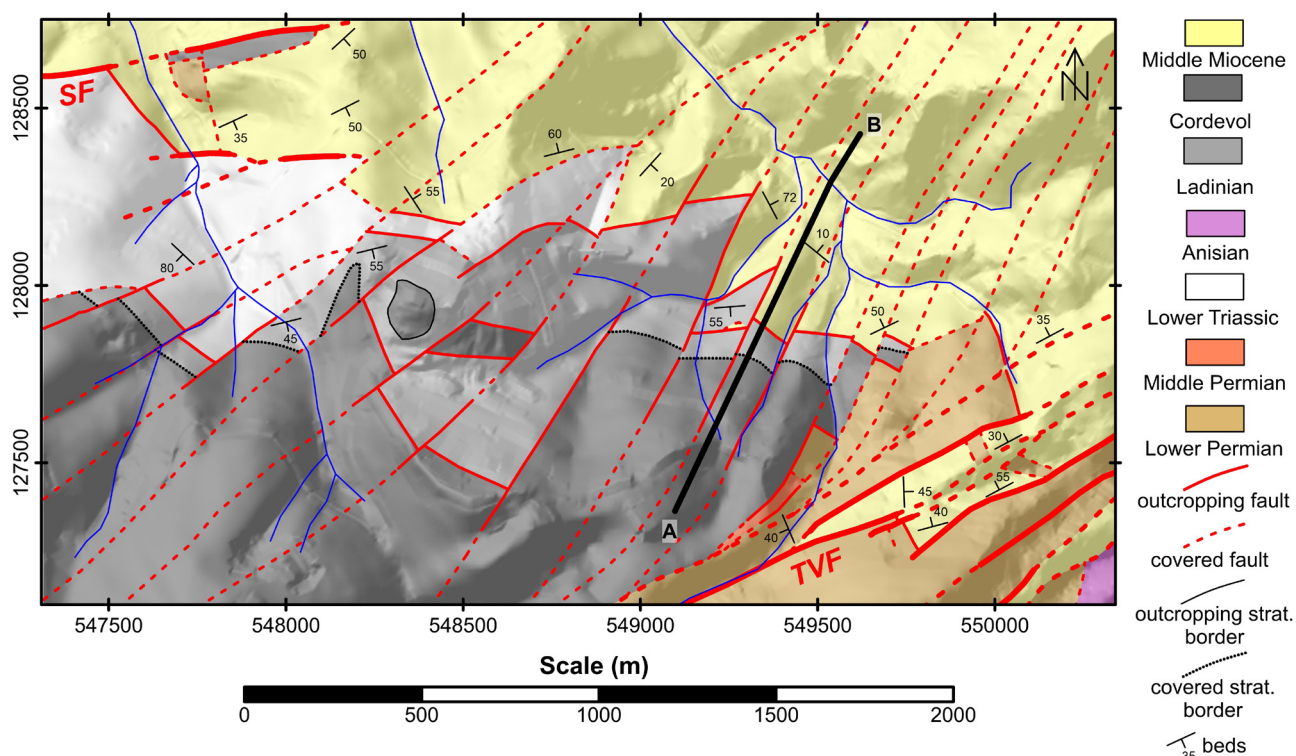 SF
TVF
A
B
N
50
50
35
60
55
20
72
10
80
55
45
55
50
35
30
55
45
40
40
128500
128000
127500
547500
548000
548500
549000
549500
550000
Scale (m)
0
500
1000
1500
2000
Middle Miocene
Cordevol
Ladinian
Anisian
Lower Triassic
Middle Permian
Lower Permian
outcropping fault
covered fault
outcropping strat.
border
covered strat.
border
beds
35